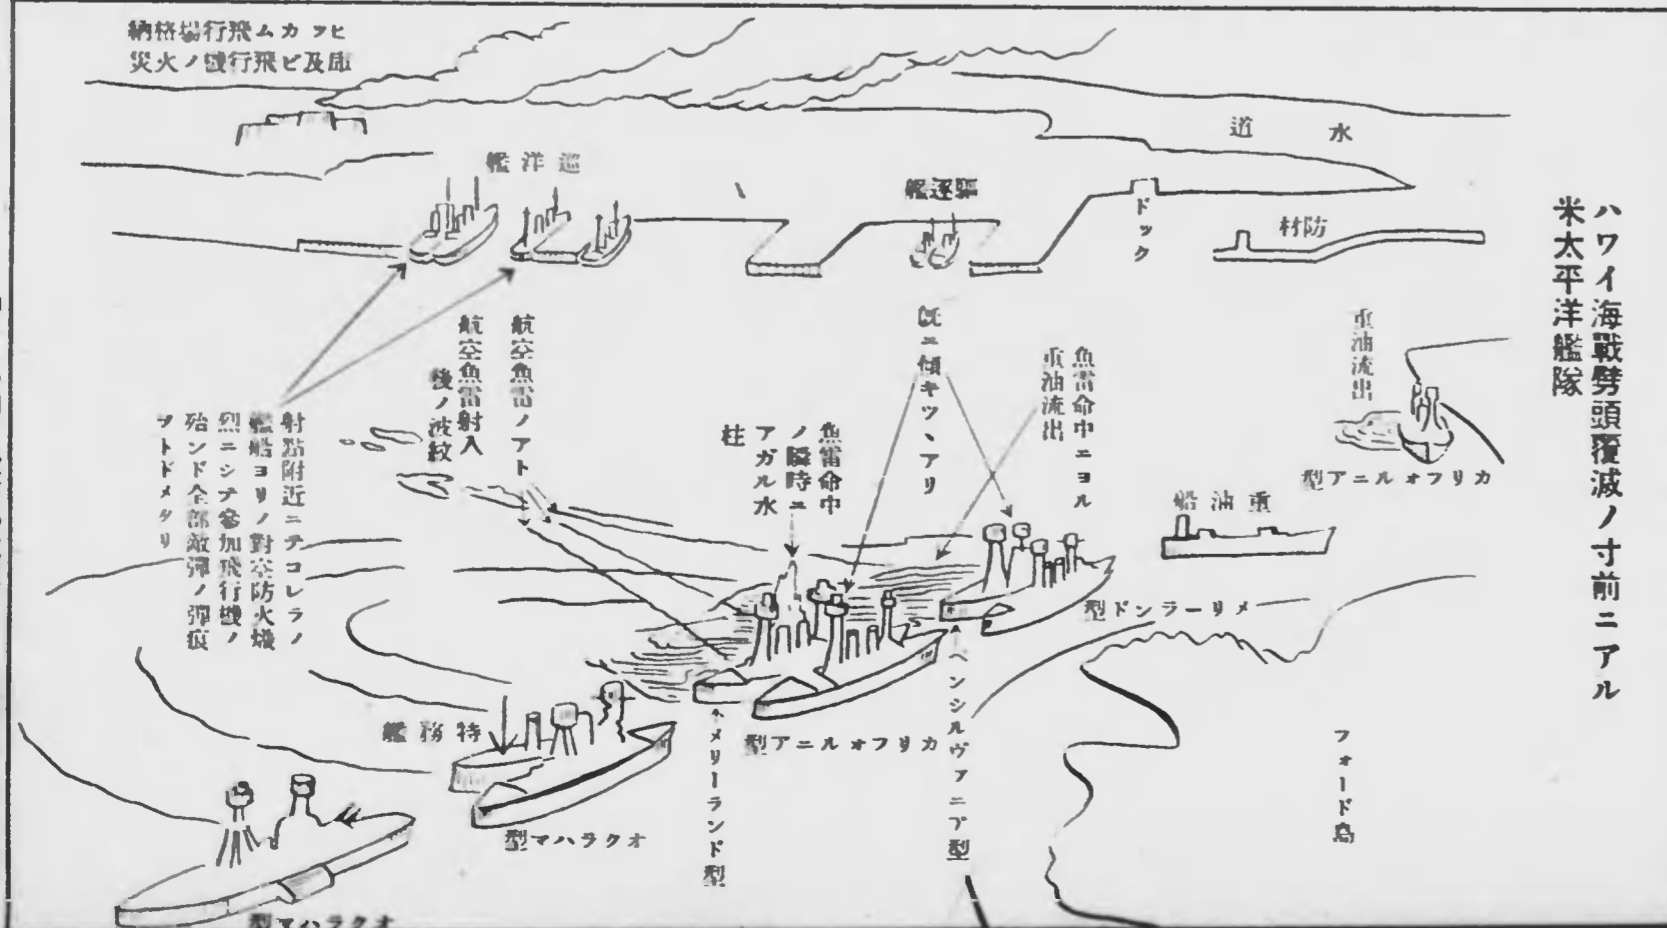 ハワイ海戰劈頭覆滅ノ寸前ニアル
米太平洋艦隊
ヒッカム飛行場格納
庫及ビ飛行機ノ火災
水道
巡洋艦
驅逐艦
ドック
防材
重油流出
カリフォルニア型
重油船
魚雷命中ニヨル
重油流出
既ニ傾キツヽアリ
魚雷命中
ノ瞬時ニ
アガル水
柱
航空魚雷ノアト
航空魚雷射入
後ノ波紋
射點附近ニテコレラノ
艦船ヨリノ對空防火熾
烈ニシテ參加飛行機ノ
殆ンド全部敵彈ノ彈痕
ヲトドメタリ
メリーランド型
ペンシルヴァニア型
カリフォルニア型
メリーランド型
特務艦
オクラハマ型
オクラハマ型
フォード島